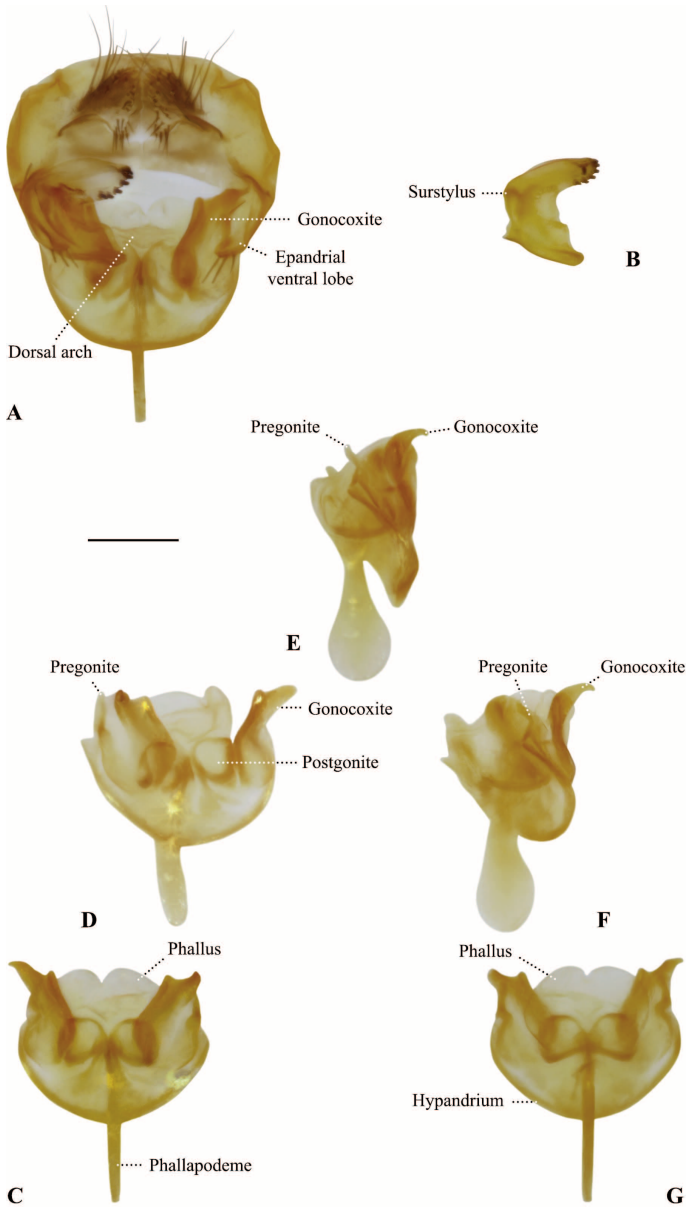 Gonocoxite
Epandrial
ventral lobe
Dorsal arch
A
Surstylus
B
Pregonite
Gonocoxite
E
Pregonite
Gonocoxite
Postgonite
D
Pregonite
Gonocoxite
F
Phallus
Phallapodeme
C
Phallus
Hypandrium
G